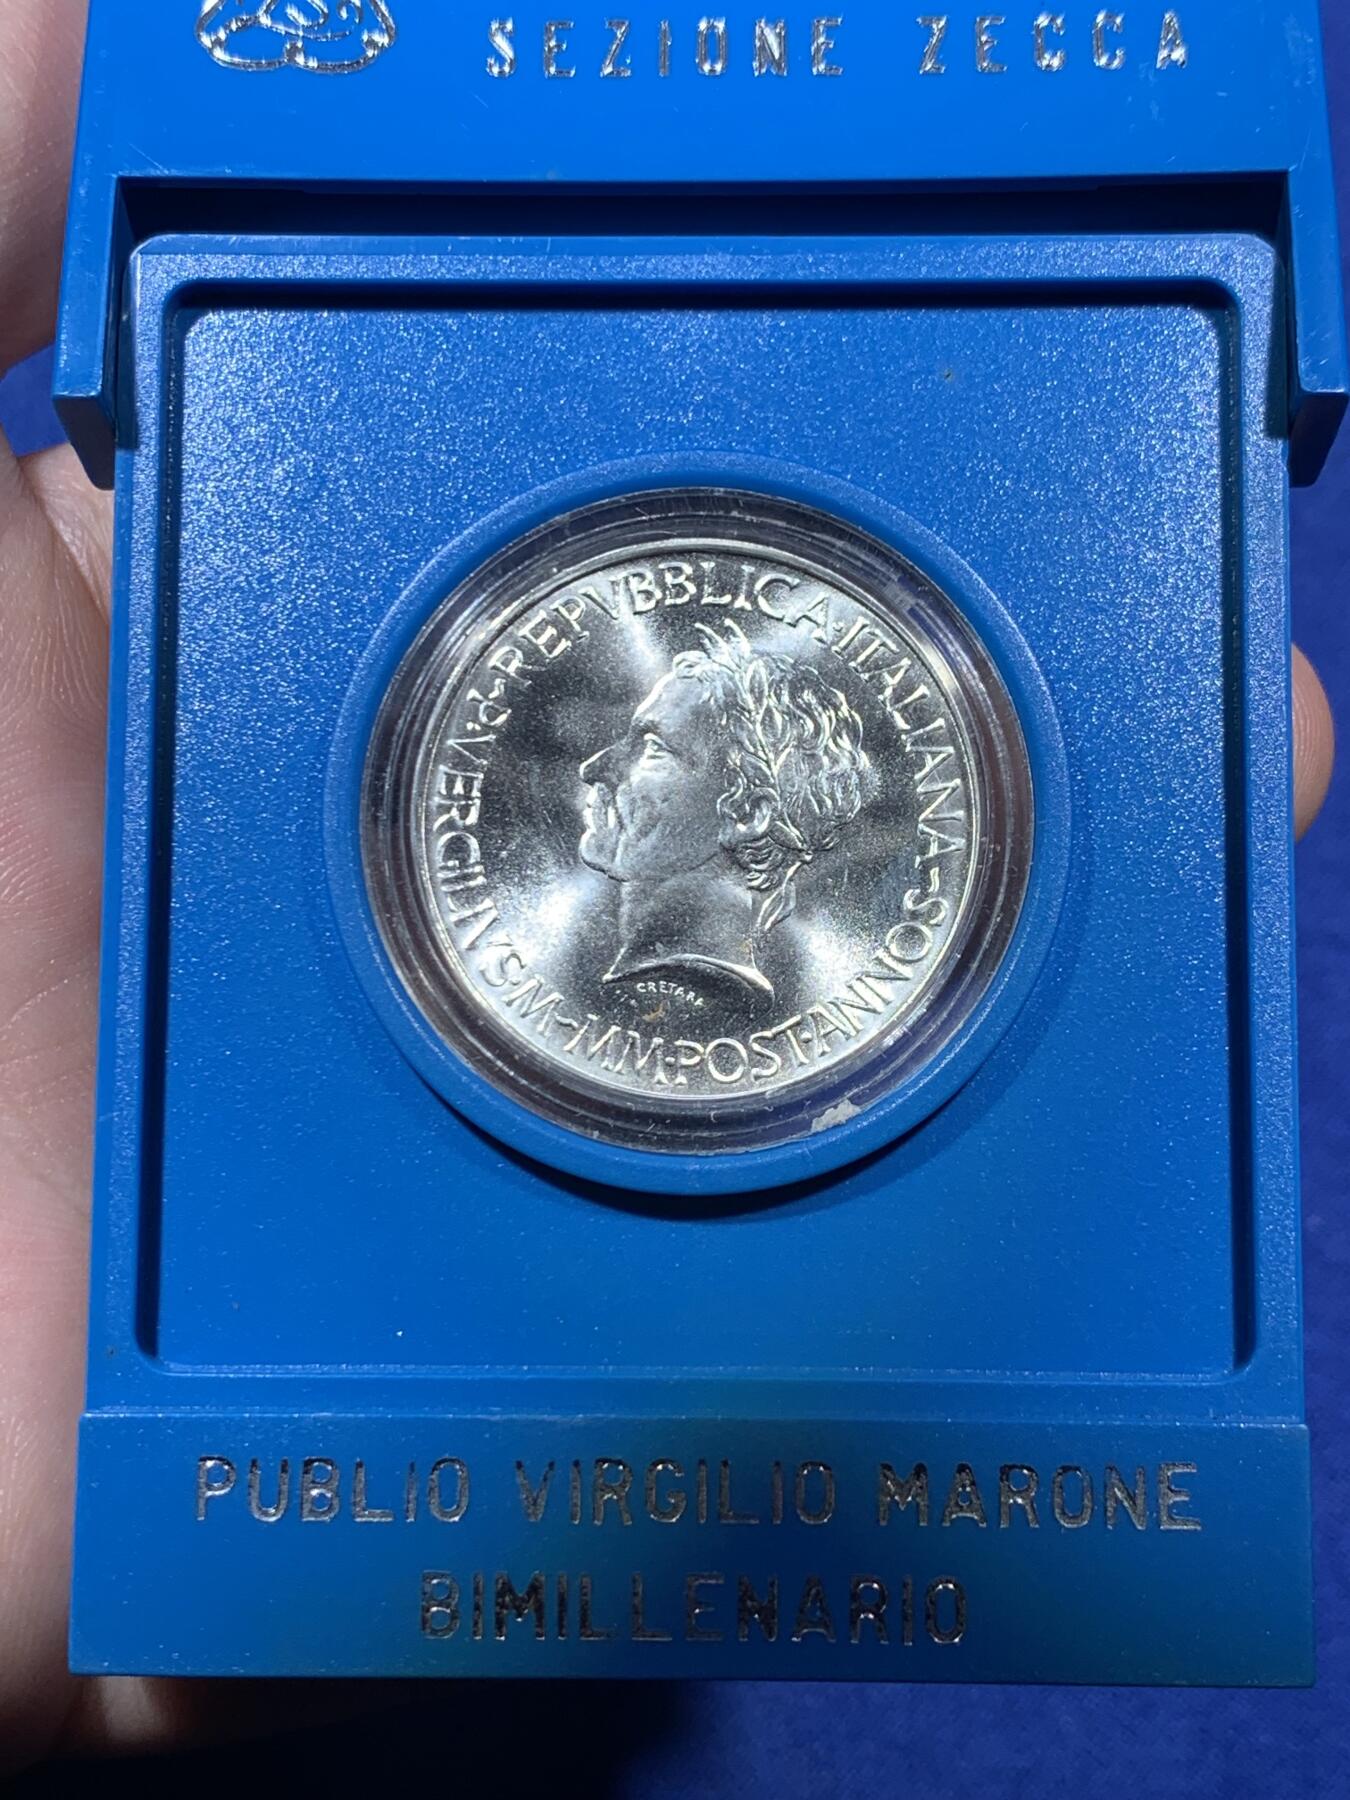 SEZIONE ZECCA
P·VERGILIVS·M~MM·POST·ANNOS~REPVBBLICA·ITALIANA~
CRETARA
PUBLIO VIRGILIO MARONE
BIMILLENARIO